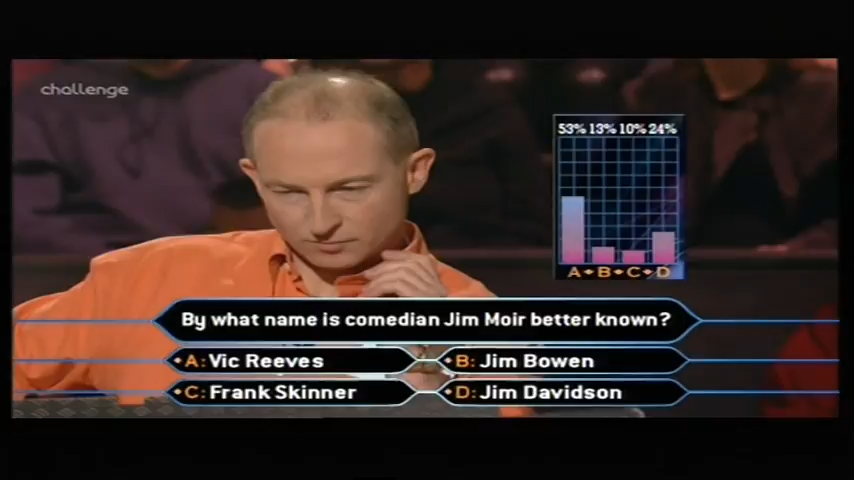 challenge
53% 13% 10% 24%
A B C D
By what name is comedian Jim Moir better known?
A: Vic Reeves
B: Jim Bowen
C: Frank Skinner
D: Jim Davidson